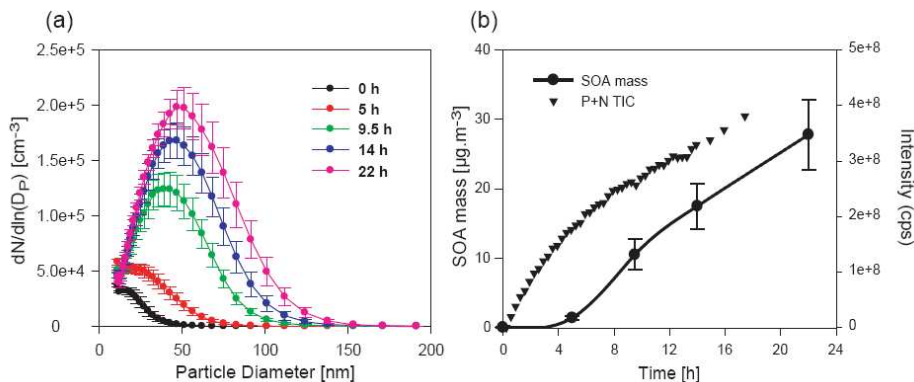 (a)
dN/dln(DP) [cm−3]
2.5e+5
2.0e+5
1.5e+5
1.0e+5
5.0e+4
0.0
0 h
5 h
9.5 h
14 h
22 h
0 50 100 150 200
Particle Diameter [nm]
(b)
SOA mass [µg.m-3]
40
30
20
10
0
SOA mass
P+N TIC
5e+8
4e+8
3e+8
2e+8
1e+8
0
Intensity (cps)
0 4 8 12 16 20 24
Time [h]